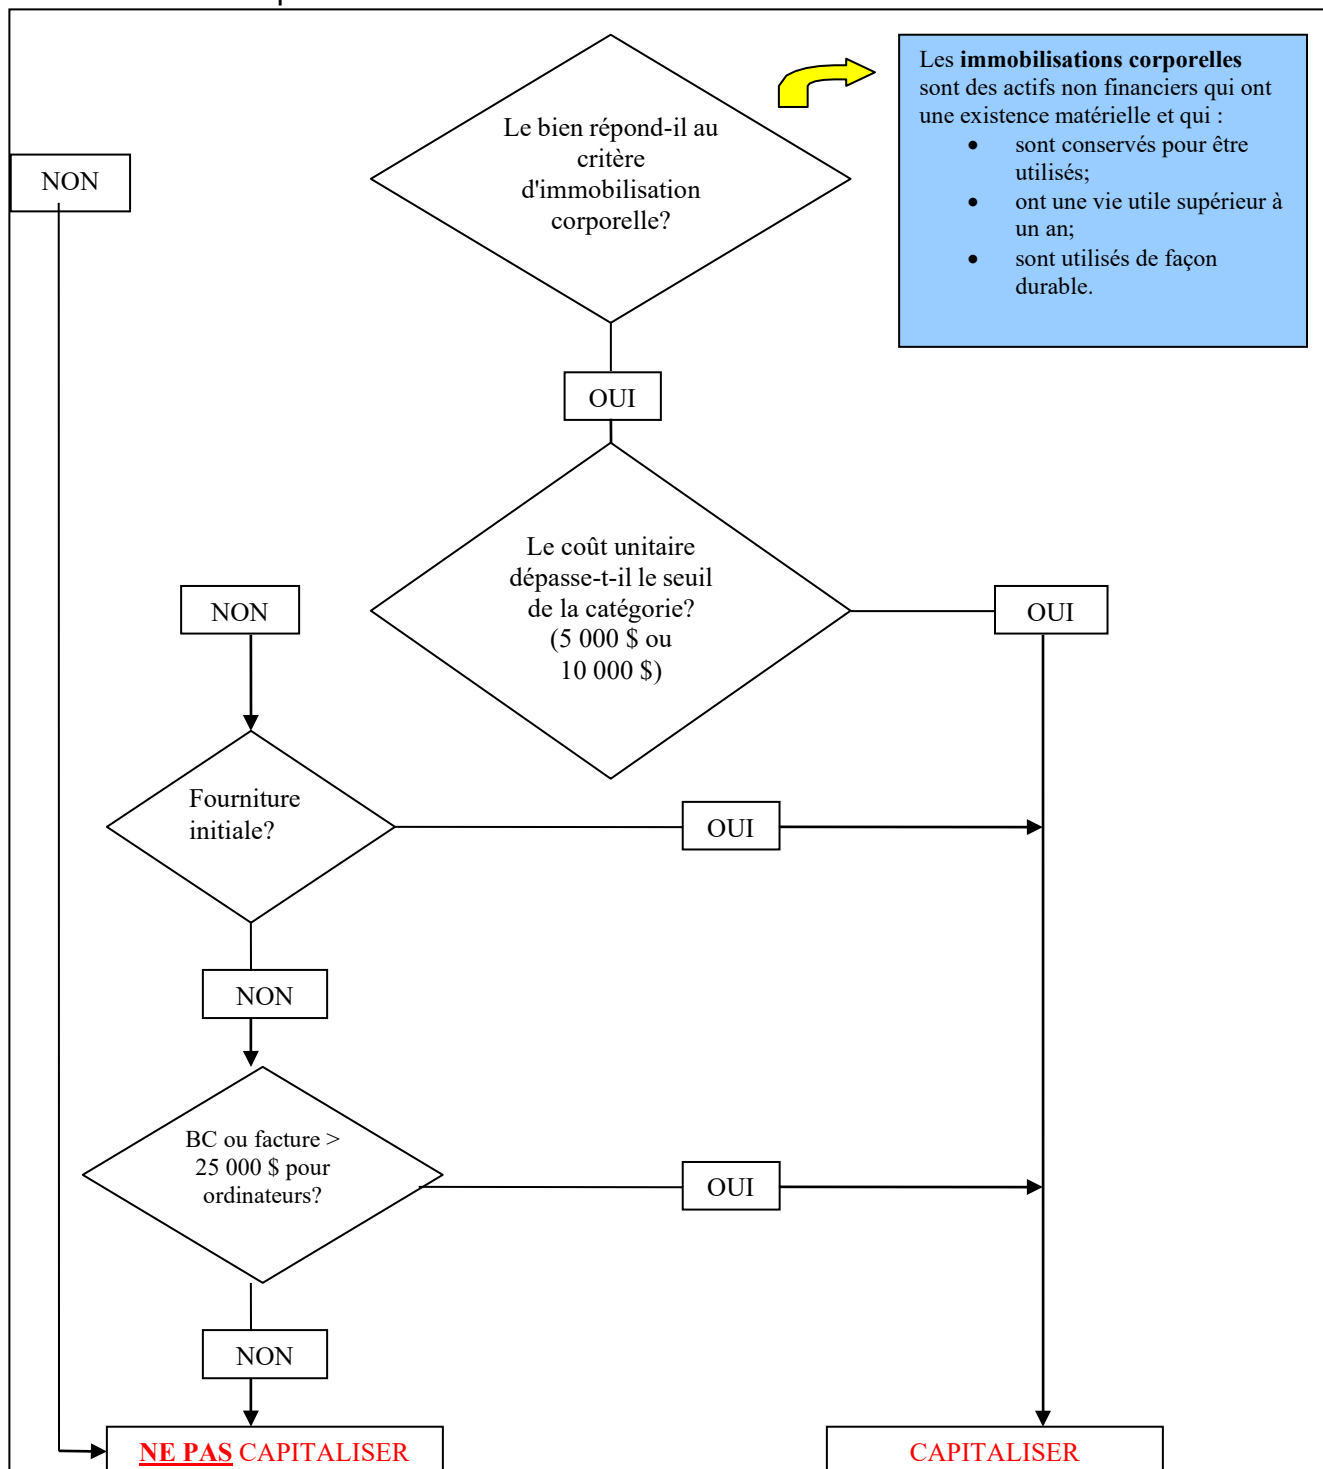 Le bien répond-il au
critère
d'immobilisation
corporelle?
Les immobilisations corporelles
sont des actifs non financiers qui ont
une existence matérielle et qui :
• sont conservés pour être
utilisés;
• ont une vie utile supérieur à
un an;
• sont utilisés de façon
durable.
NON
OUI
Le coût unitaire
dépasse-t-il le seuil
de la catégorie?
(5 000 $ ou
10 000 $)
NON
OUI
Fourniture
initiale?
OUI
NON
BC ou facture >
25 000 $ pour
ordinateurs?
OUI
NON
NE PAS CAPITALISER
CAPITALISER